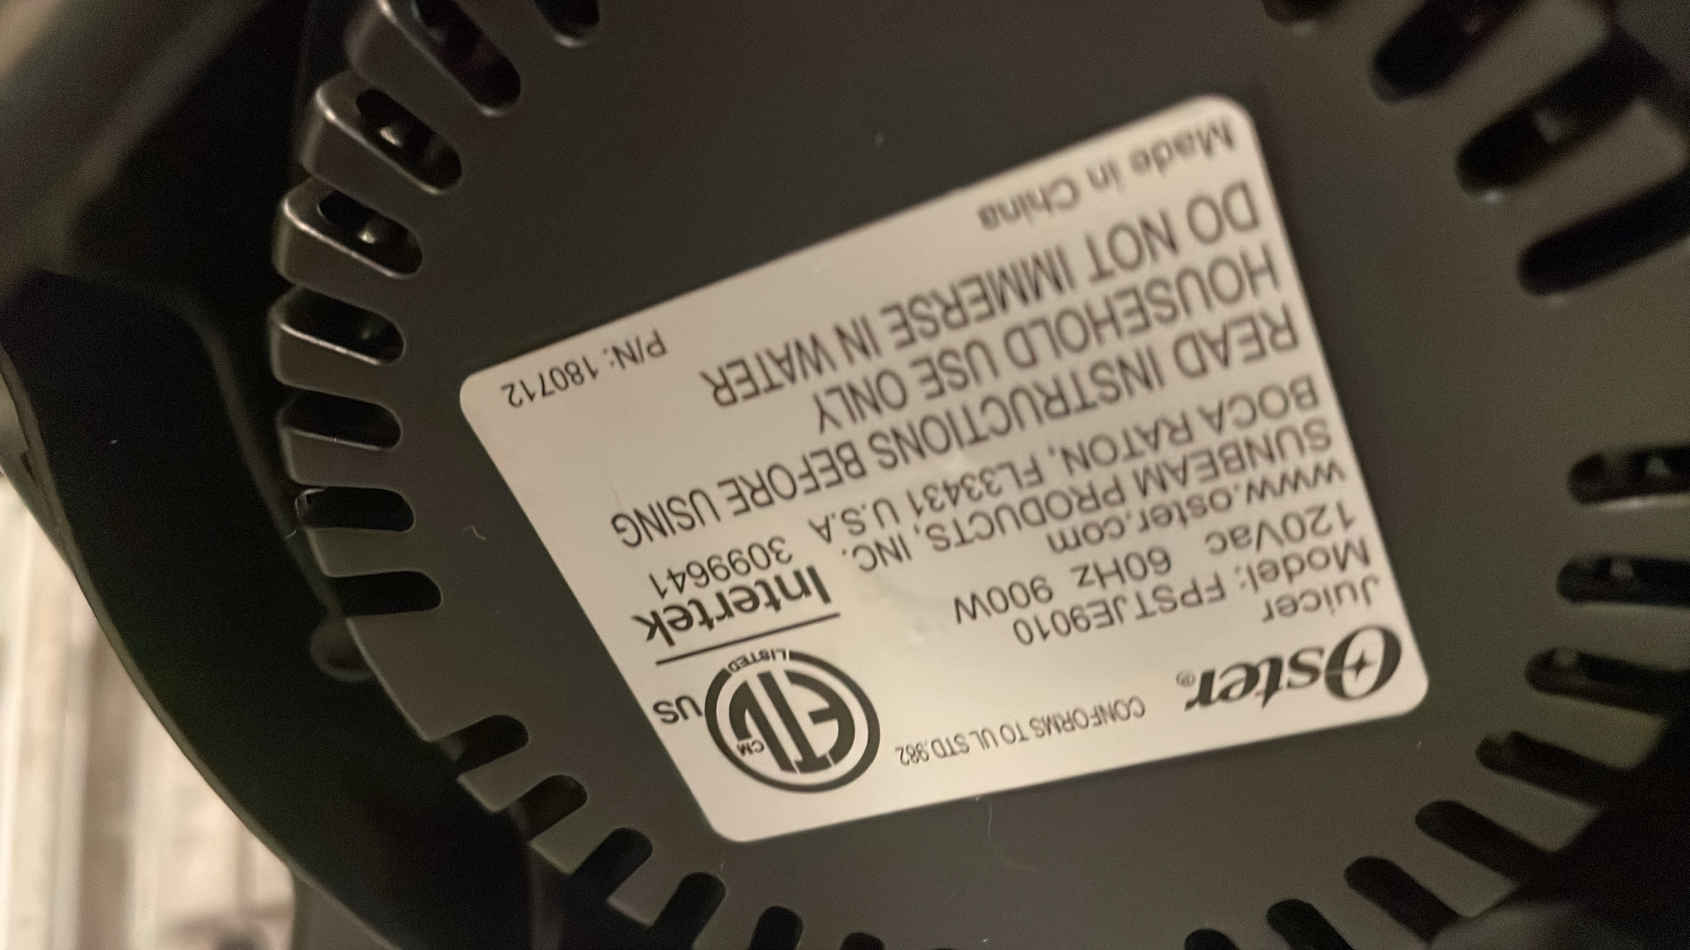 Oster®
CONFORMS TO UL STD.982
Juicer
Model: FPSTJE9010
120Vac 60Hz 900W
www.oster.com
SUNBEAM PRODUCTS, INC.
BOCA RATON, FL33431 U.S.A
ETL CM
LISTED
US
Intertek
3099641
READ INSTRUCTIONS BEFORE USING
HOUSEHOLD USE ONLY
DO NOT IMMERSE IN WATER
Made in China
P/N: 180712